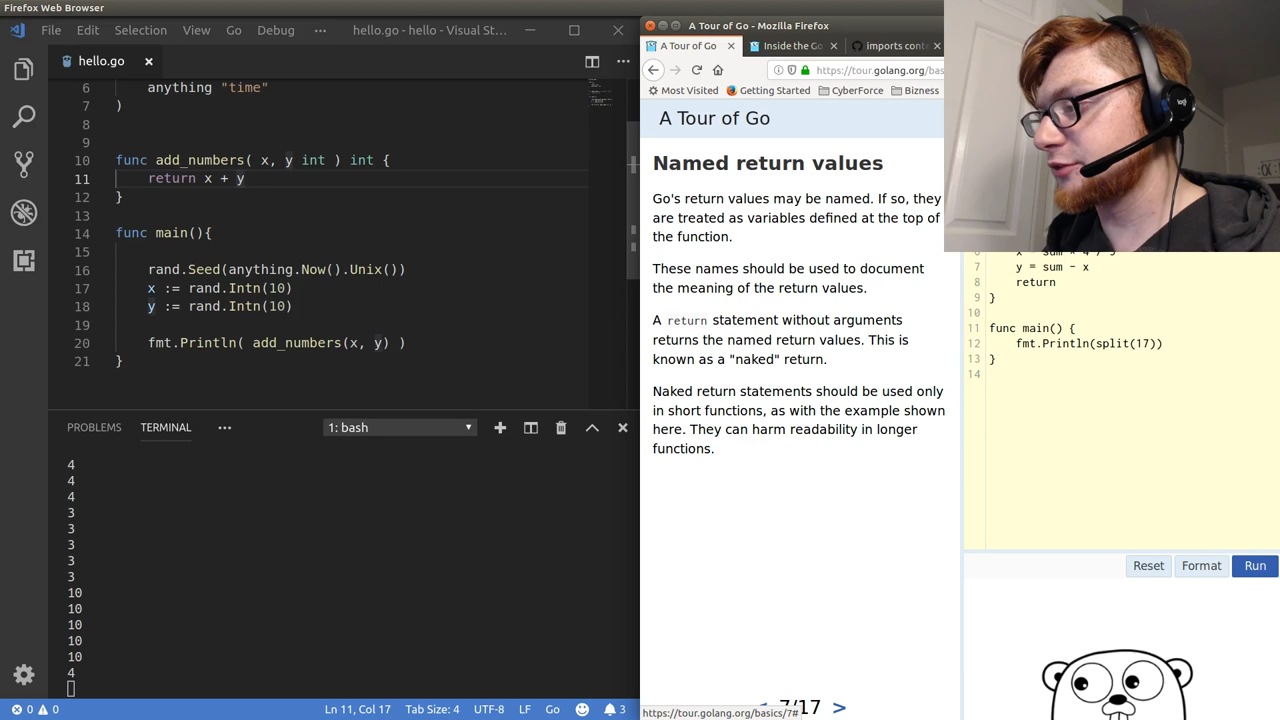 Firefox Web Browser
File Edit Selection View Go Debug ··· hello.go - hello - Visual St...
hello.go
6 anything "time"
7 )
8
9
10 func add_numbers( x, y int ) int {
11 return x + y
12 }
13
14 func main(){
15
16 rand.Seed(anything.Now().Unix())
17 x := rand.Intn(10)
18 y := rand.Intn(10)
19
20 fmt.Println( add_numbers(x, y) )
21 }
PROBLEMS TERMINAL ··· 1: bash
4
4
4
3
3
3
3
3
10
10
10
10
10
4
0 0 Ln 11, Col 17 Tab Size: 4 UTF-8 LF Go 3
A Tour of Go - Mozilla Firefox
A Tour of Go Inside the Go imports cont
https://tour.golang.org/bas
Most Visited Getting Started CyberForce Bizness
A Tour of Go
Named return values
Go's return values may be named. If so, they
are treated as variables defined at the top of
the function.
These names should be used to document
the meaning of the return values.
A return statement without arguments
returns the named return values. This is
known as a "naked" return.
Naked return statements should be used only
in short functions, as with the example shown
here. They can harm readability in longer
functions.
7/17 >
https://tour.golang.org/basics/7#
7 y = sum - x
8 return
9 }
10
11 func main() {
12 fmt.Println(split(17))
13 }
14
Reset Format Run